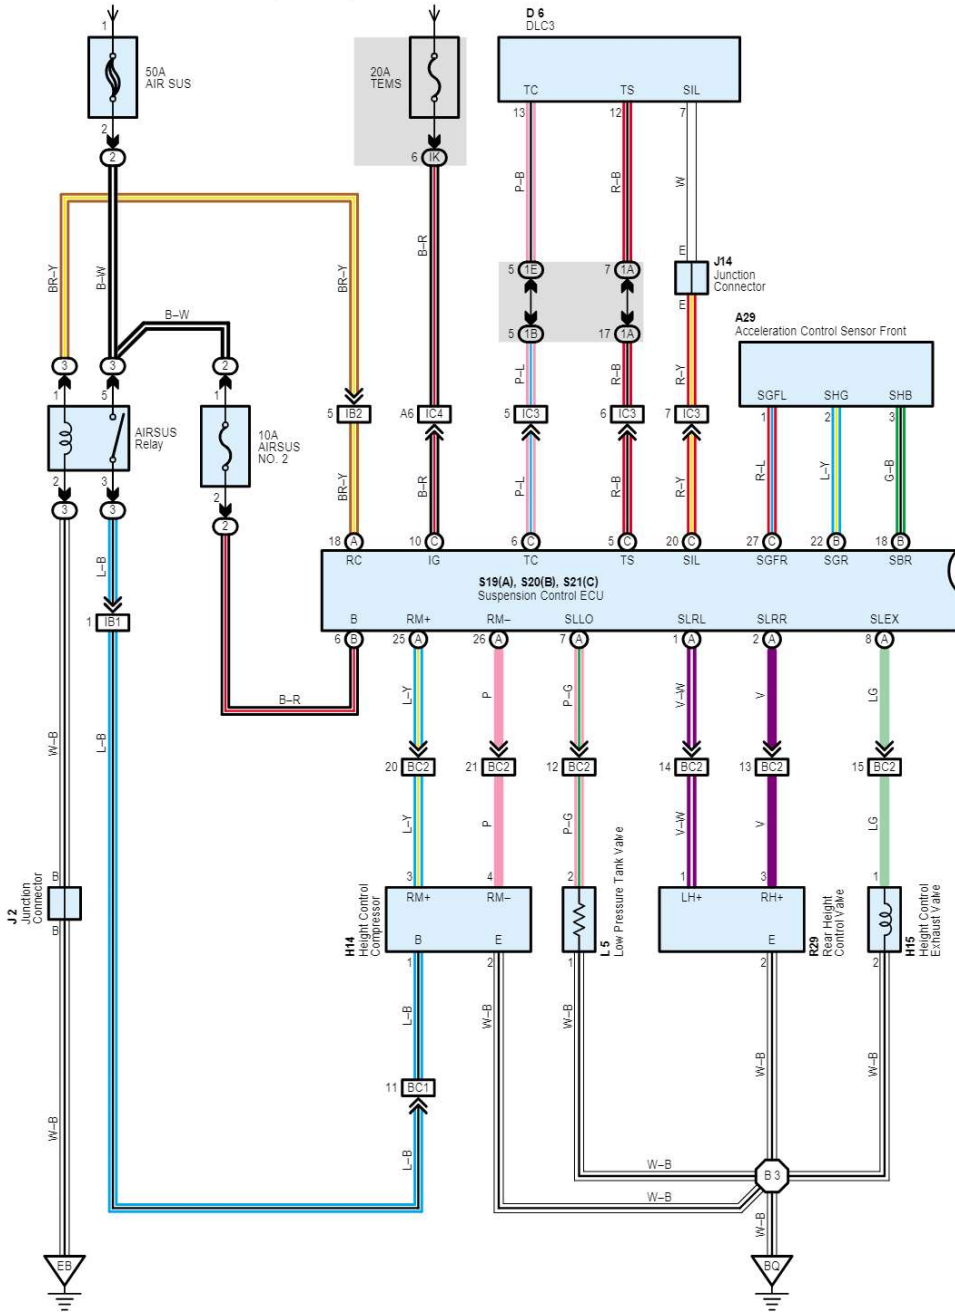 D 6
DLC3
1
50A
AIR SUS
2
2
20A
TEMS
6 IK
TC TS SIL
13 12 7
P–B
R–B
W
B–R
BR–Y
B–W
BR–Y
B–W
5 1E 7 1A
5 1B 17 1A
E
J14
Junction
Connector
E
A29
Acceleration Control Sensor Front
SGFL SHG SHB
1 2 3
3 3 2
1 5 1
AIRSUS
Relay
10A
AIRSUS
NO. 2
2 3 2
3 3 2
P–L
R–B
R–Y
5 IB2 A6 IC4 5 IC3 6 IC3 7 IC3
BR–Y
B–R
P–L
R–B
R–Y
R–L
L–Y
G–B
18 A 10 C 6 C 5 C 20 C 27 C 22 B 18 B
RC IG TC TS SIL SGFR SGR SBR
S19(A), S20(B), S21(C)
Suspension Control ECU
B RM+ RM– SLLO SLRL SLRR SLEX
6 B 25 A 26 A 7 A 1 A 2 A 8 A
L–B
1 IB1
B–R
L–Y
P
P–G
V–W
V
LG
W–B
L–B
20 BC2 21 BC2 12 BC2 14 BC2 13 BC2 15 BC2
L–Y
P
P–G
V–W
V
LG
3 4 2 1 3 1
B
J 2
Junction
Connector
B
RM+ RM–
B E
H14
Height Control
Compressor
L 5
Low Pressure Tank Valve
LH+ RH+
E
R29
Rear Height
Control Valve
H15
Height Control
Exhaust Valve
1 2 1 2 2
L–B
W–B
W–B
W–B
W–B
11 BC1
W–B
L–B
W–B
W–B
B 3
W–B
EB
BQ